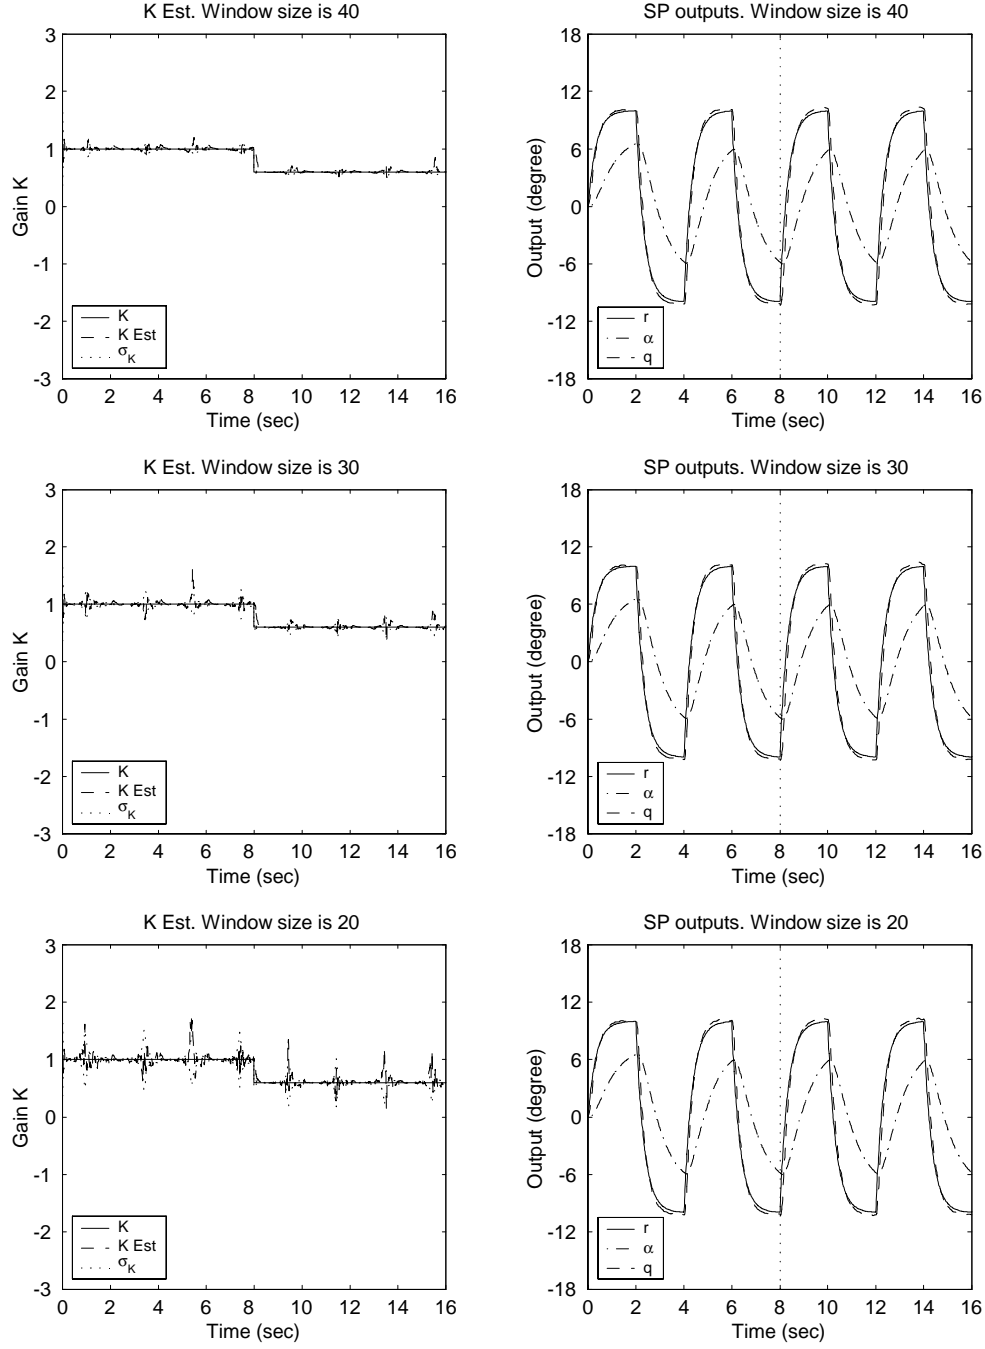 K Est. Window size is 40
3
2
1
0
-1
-2
-3
Gain K
K
K Est
σK
0 2 4 6 8 10 12 14 16
Time (sec)
SP outputs. Window size is 40
18
12
6
0
-6
-12
-18
Output (degree)
r
α
q
0 2 4 6 8 10 12 14 16
Time (sec)
K Est. Window size is 30
3
2
1
0
-1
-2
-3
Gain K
K
K Est
σK
0 2 4 6 8 10 12 14 16
Time (sec)
SP outputs. Window size is 30
18
12
6
0
-6
-12
-18
Output (degree)
r
α
q
0 2 4 6 8 10 12 14 16
Time (sec)
K Est. Window size is 20
3
2
1
0
-1
-2
-3
Gain K
K
K Est
σK
0 2 4 6 8 10 12 14 16
Time (sec)
SP outputs. Window size is 20
18
12
6
0
-6
-12
-18
Output (degree)
r
α
q
0 2 4 6 8 10 12 14 16
Time (sec)